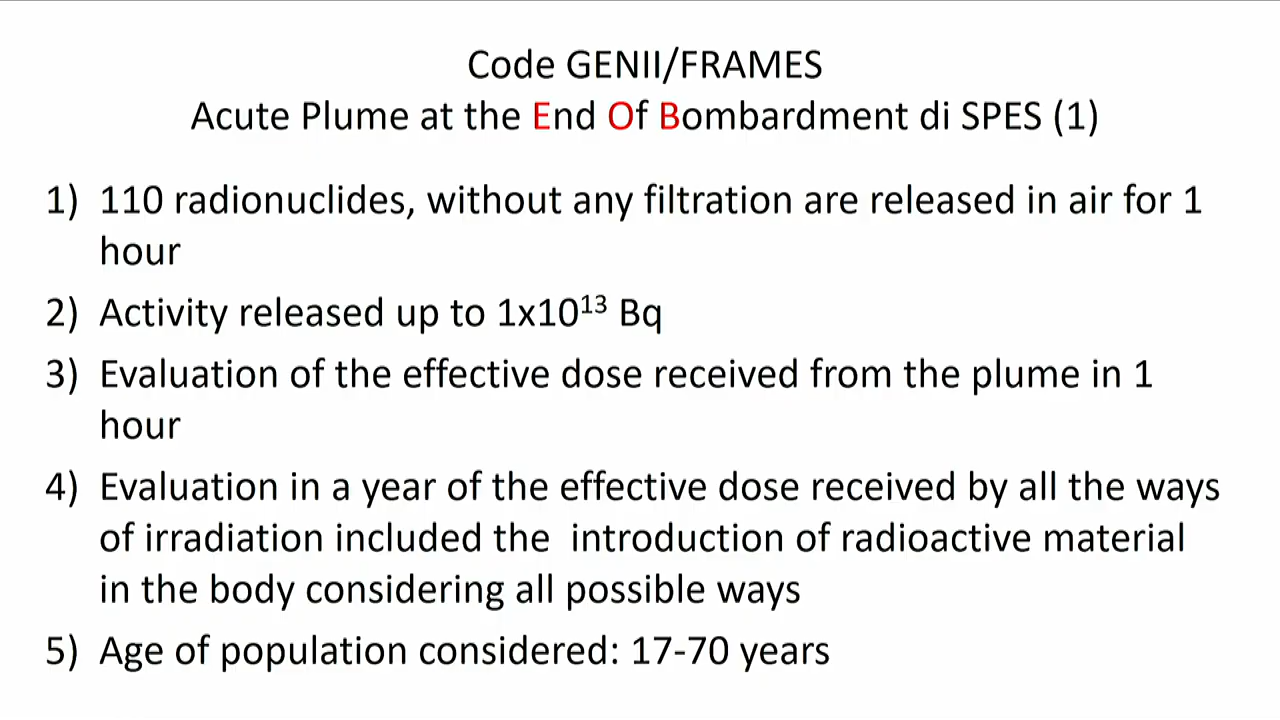 Code GENII/FRAMES
Acute Plume at the End Of Bombardment di SPES (1)
1) 110 radionuclides, without any filtration are released in air for 1
hour
2) Activity released up to 1x10¹³ Bq
3) Evaluation of the effective dose received from the plume in 1
hour
4) Evaluation in a year of the effective dose received by all the ways
of irradiation included the  introduction of radioactive material
in the body considering all possible ways
5) Age of population considered: 17-70 years